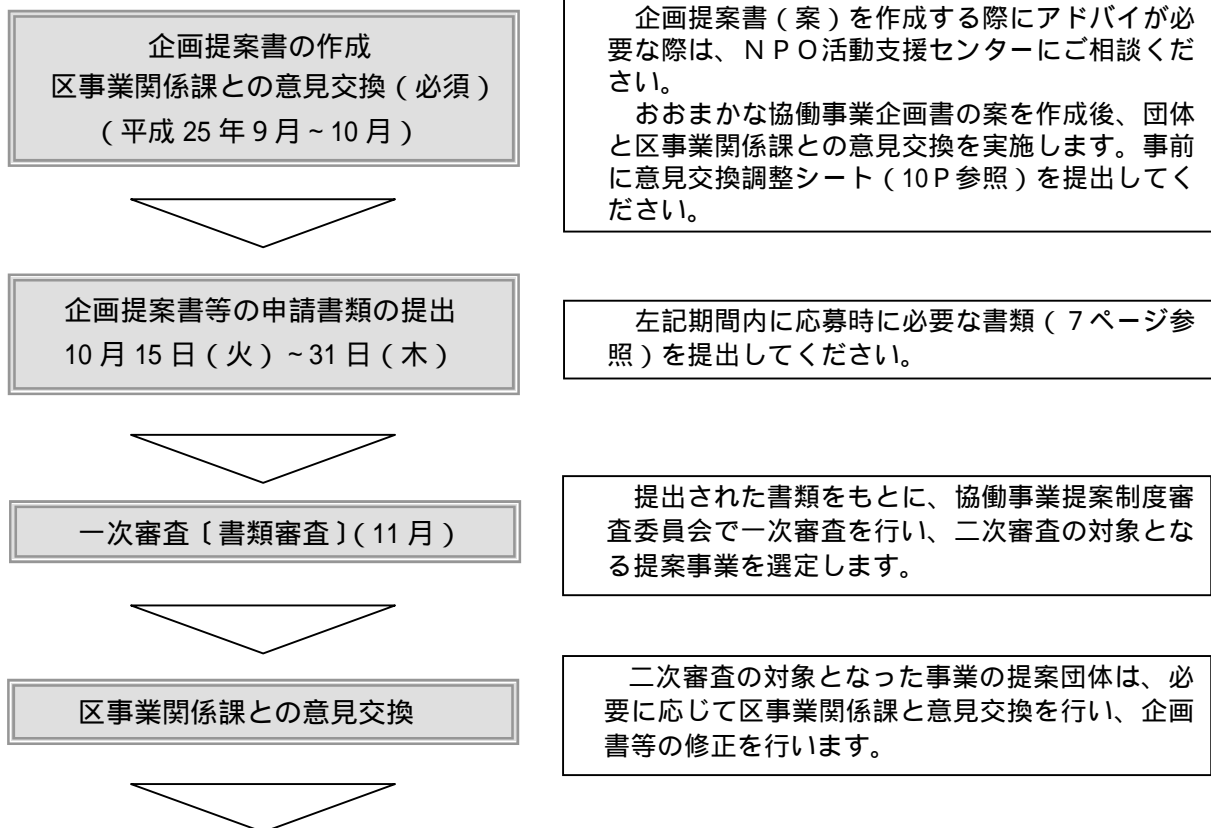 企画提案書の作成
区事業関係課との意見交換(必須)
(平成25年9月~10月)
企画提案書(案)を作成する際にアドバイが必
要な際は、NPO活動支援センターにご相談くだ
さい。
おおまかな協働事業企画書の案を作成後、団体
と区事業関係課との意見交換を実施します。事前
に意見交換調整シート(10P参照)を提出してく
ださい。
企画提案書等の申請書類の提出
10月15日(火)~31日(木)
左記期間内に応募時に必要な書類(7ページ参
照)を提出してください。
一次審査〔書類審査〕(11月)
提出された書類をもとに、協働事業提案制度審
査委員会で一次審査を行い、二次審査の対象とな
る提案事業を選定します。
区事業関係課との意見交換
二次審査の対象となった事業の提案団体は、必
要に応じて区事業関係課と意見交換を行い、企画
書等の修正を行います。